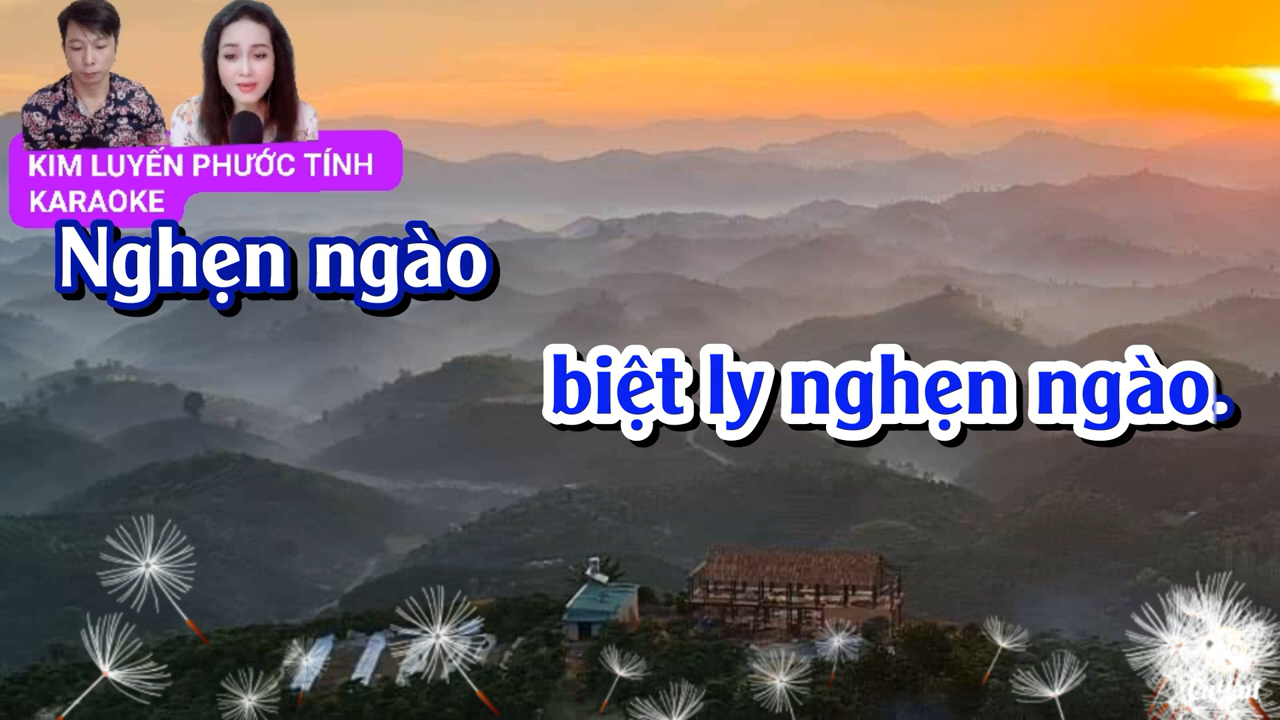 KIM LUYẾN PHƯỚC TÍNH
KARAOKE
Nghẹn ngào
biệt ly nghẹn ngào.